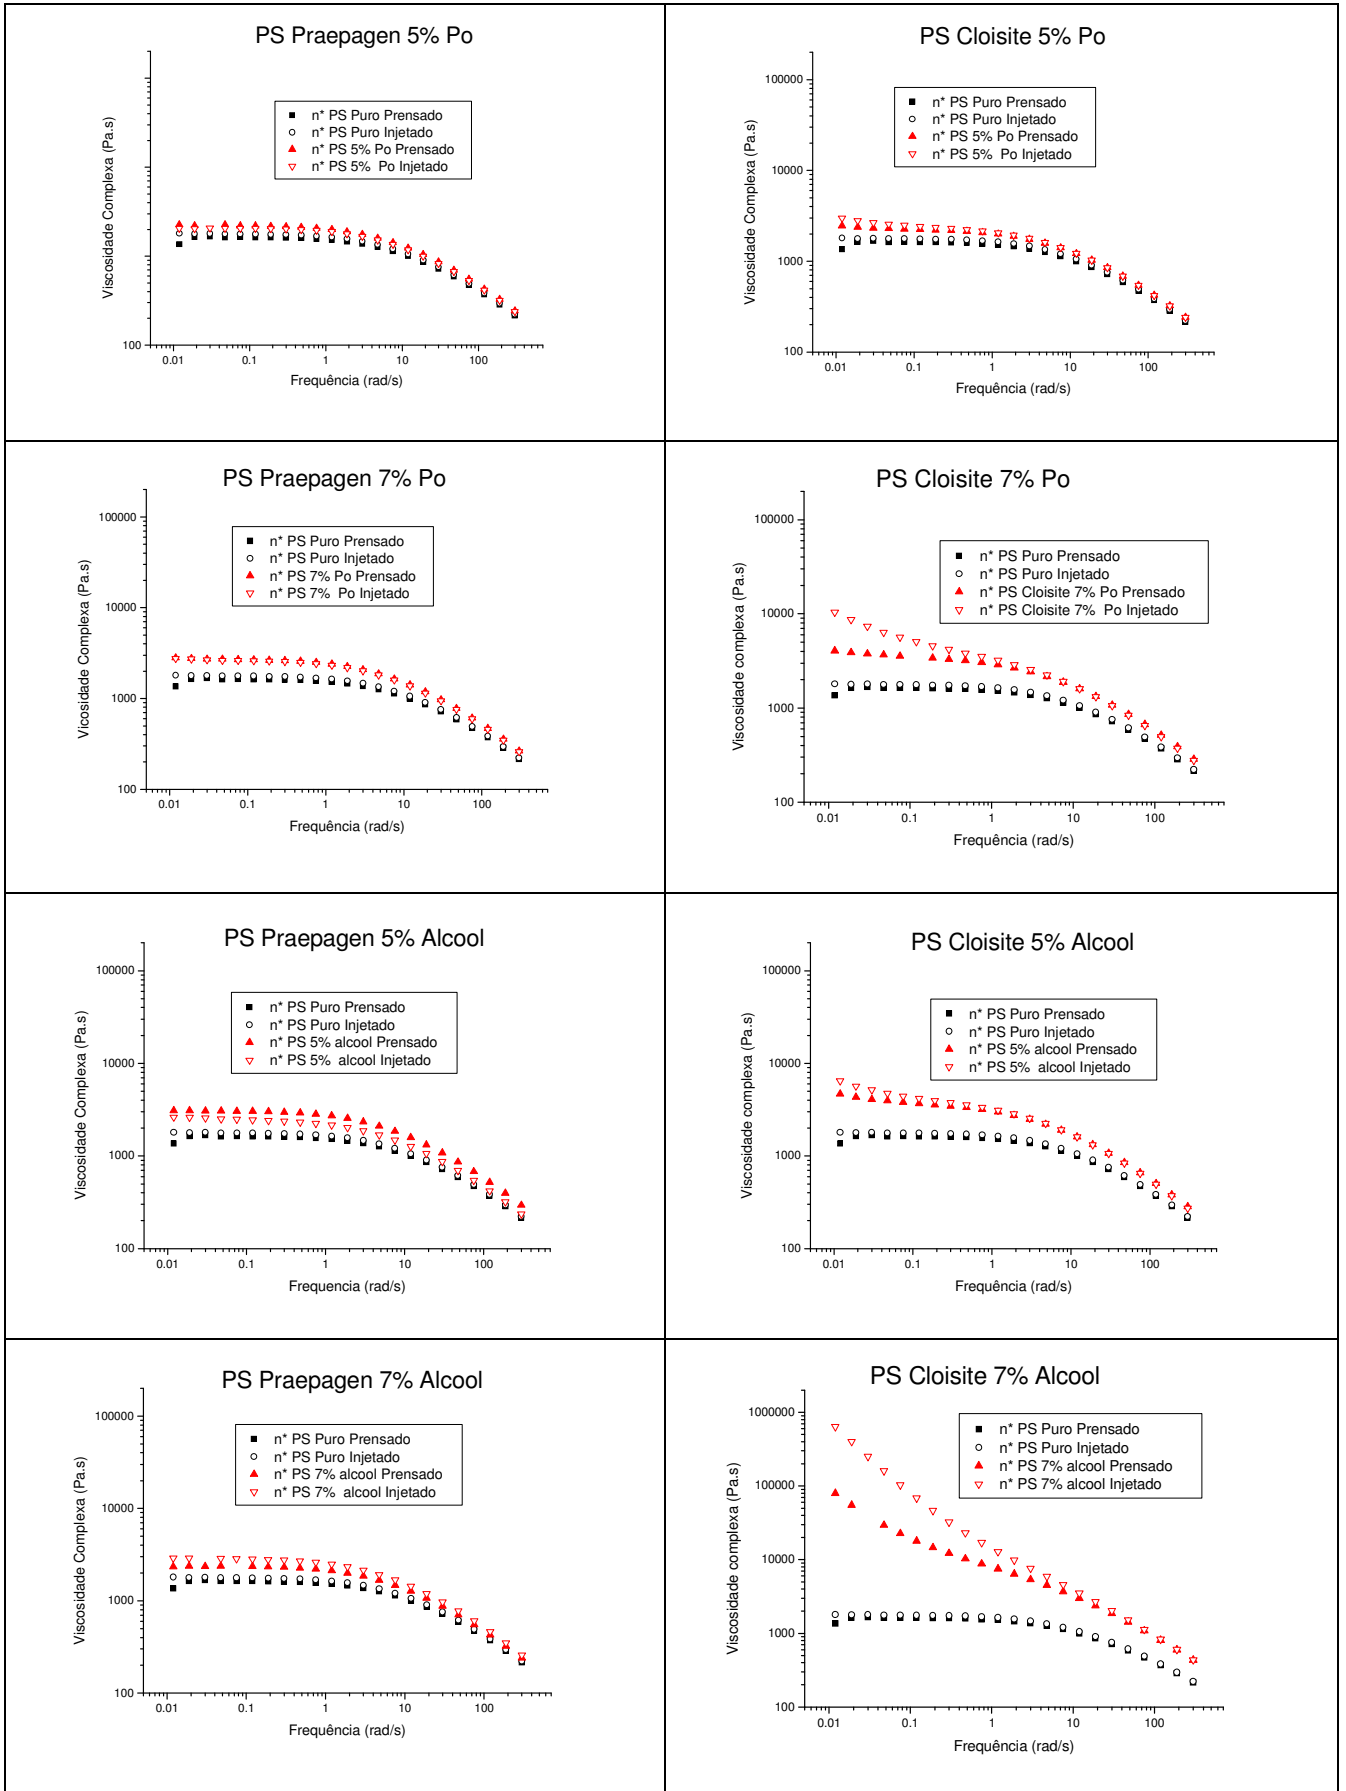 PS Praepagen 5% Po
n* PS Puro Prensado
n* PS Puro Injetado
n* PS 5% Po Prensado
n* PS 5% Po Injetado
Viscosidade Complexa (Pa.s)
100
0.01 0.1 1 10 100
Frequência (rad/s)
PS Cloisite 5% Po
n* PS Puro Prensado
n* PS Puro Injetado
n* PS 5% Po Prensado
n* PS 5% Po Injetado
Viscosidade Complexa (Pa.s)
100000
10000
1000
100
0.01 0.1 1 10 100
Frequência (rad/s)
PS Praepagen 7% Po
n* PS Puro Prensado
n* PS Puro Injetado
n* PS 7% Po Prensado
n* PS 7% Po Injetado
Vicosidade Complexa (Pa.s)
100000
10000
1000
100
0.01 0.1 1 10 100
Frequência (rad/s)
PS Cloisite 7% Po
n* PS Puro Prensado
n* PS Puro Injetado
n* PS Cloisite 7% Po Prensado
n* PS Cloisite 7% Po Injetado
Viscosidade complexa (Pa.s)
100000
10000
1000
100
0.01 0.1 1 10 100
Frequência (rad/s)
PS Praepagen 5% Alcool
n* PS Puro Prensado
n* PS Puro Injetado
n* PS 5% alcool Prensado
n* PS 5% alcool Injetado
Viscosidade Complexa (Pa.s)
100000
10000
1000
100
0.01 0.1 1 10 100
Frequencia (rad/s)
PS Cloisite 5% Alcool
n* PS Puro Prensado
n* PS Puro Injetado
n* PS 5% alcool Prensado
n* PS 5% alcool Injetado
Viscosidade Complexa (Pa.s)
100000
10000
1000
100
0.01 0.1 1 10 100
Frequência (rad/s)
PS Praepagen 7% Alcool
n* PS Puro Prensado
n* PS Puro Injetado
n* PS 7% alcool Prensado
n* PS 7% alcool Injetado
Viscosidade Complexa (Pa.s)
100000
10000
1000
100
0.01 0.1 1 10 100
Frequência (rad/s)
PS Cloisite 7% Alcool
n* PS Puro Prensado
n* PS Puro Injetado
n* PS 7% alcool Prensado
n* PS 7% alcool Injetado
Viscosidade complexa (Pa.s)
1000000
100000
10000
1000
100
0.01 0.1 1 10 100
Frequência (rad/s)